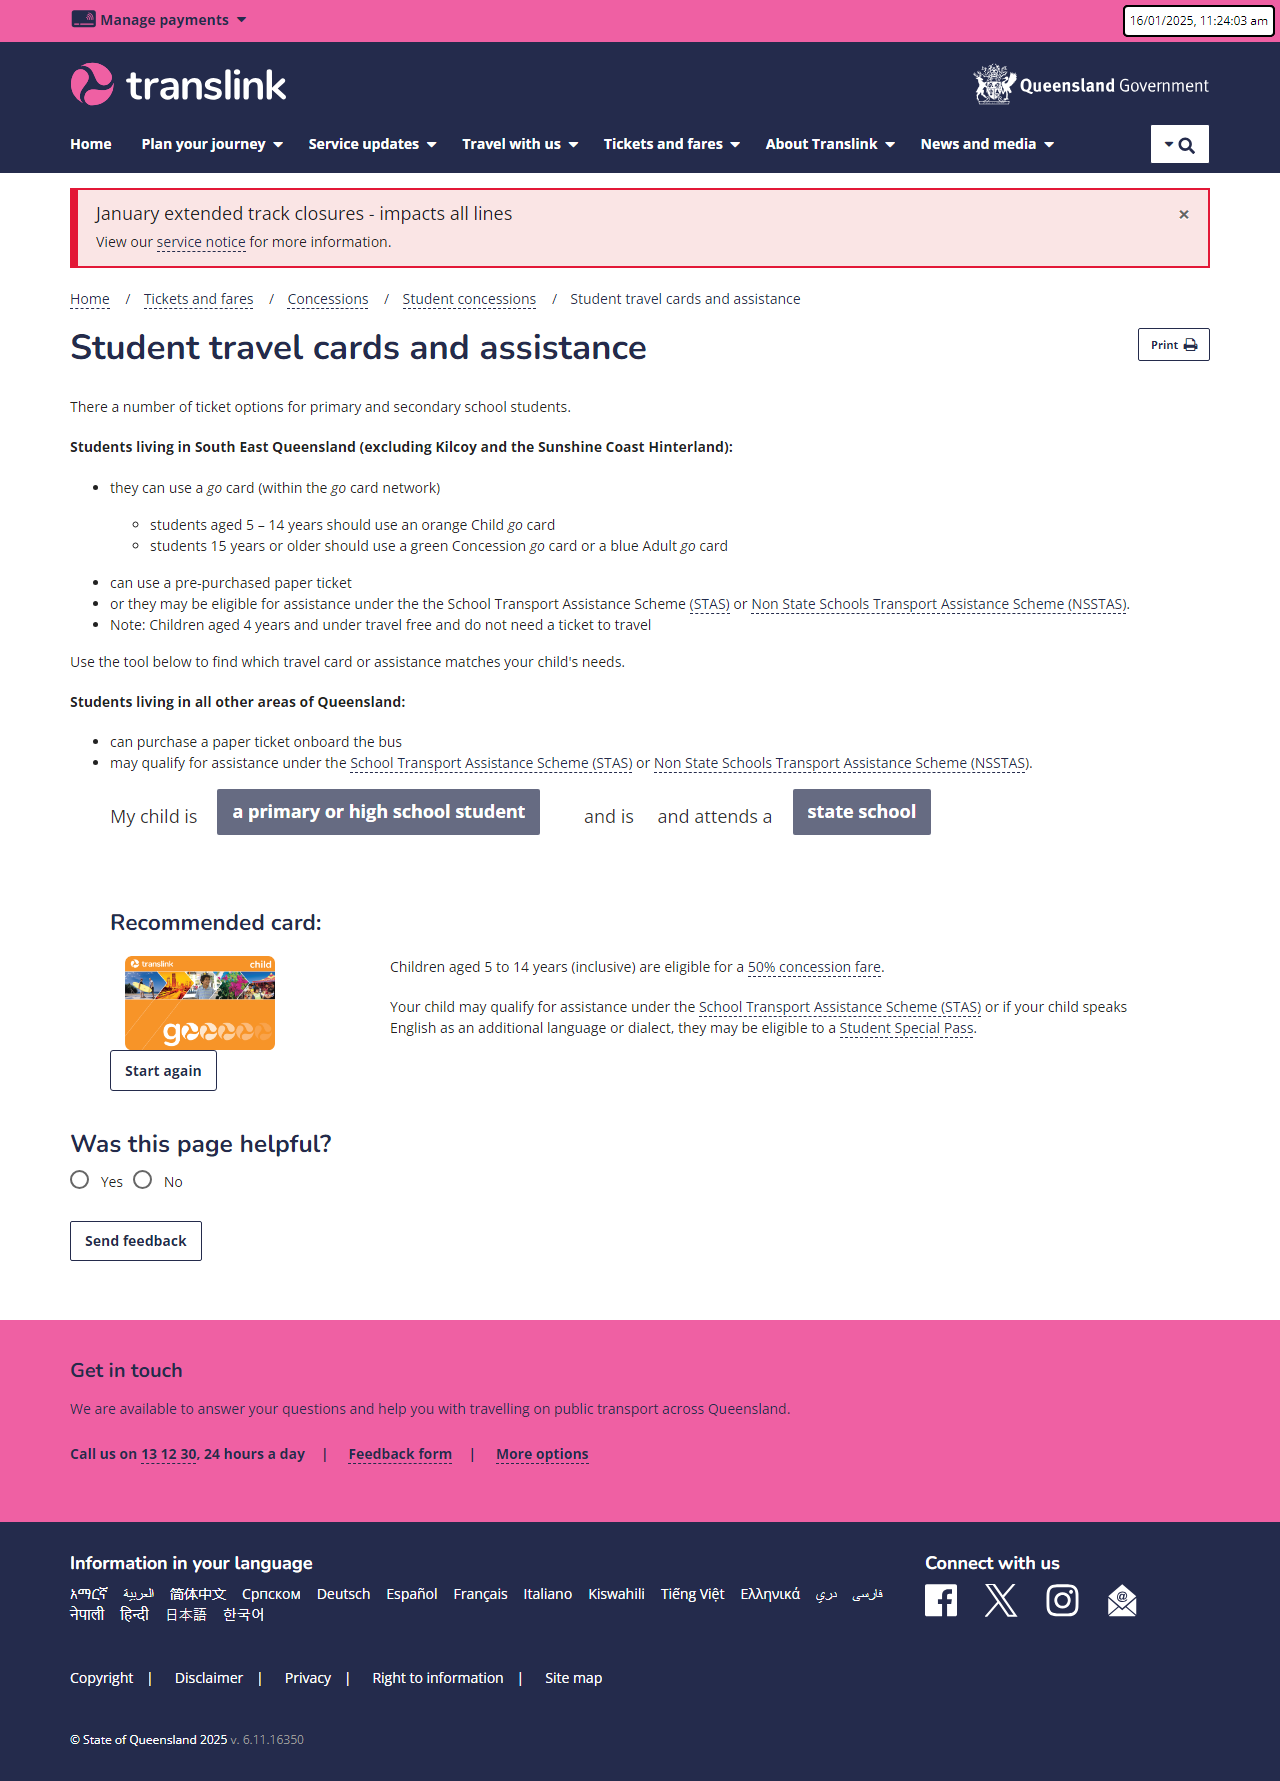 Manage payments
16/01/2025, 11:24:03 am
translink
Queensland Government
Home Plan your journey Service updates Travel with us Tickets and fares About Translink News and media
January extended track closures - impacts all lines
×
View our service notice for more information.
Home / Tickets and fares / Concessions / Student concessions / Student travel cards and assistance
Student travel cards and assistance
Print
There a number of ticket options for primary and secondary school students.
Students living in South East Queensland (excluding Kilcoy and the Sunshine Coast Hinterland):
• they can use a go card (within the go card network)
◦ students aged 5 – 14 years should use an orange Child go card
◦ students 15 years or older should use a green Concession go card or a blue Adult go card
• can use a pre-purchased paper ticket
• or they may be eligible for assistance under the the School Transport Assistance Scheme (STAS) or Non State Schools Transport Assistance Scheme (NSSTAS).
• Note: Children aged 4 years and under travel free and do not need a ticket to travel
Use the tool below to find which travel card or assistance matches your child's needs.
Students living in all other areas of Queensland:
• can purchase a paper ticket onboard the bus
• may qualify for assistance under the School Transport Assistance Scheme (STAS) or Non State Schools Transport Assistance Scheme (NSSTAS).
My child is a primary or high school student and is and attends a state school
Recommended card:
translink child
go
Children aged 5 to 14 years (inclusive) are eligible for a 50% concession fare.
Your child may qualify for assistance under the School Transport Assistance Scheme (STAS) or if your child speaks
English as an additional language or dialect, they may be eligible to a Student Special Pass.
Start again
Was this page helpful?
Yes No
Send feedback
Get in touch
We are available to answer your questions and help you with travelling on public transport across Queensland.
Call us on 13 12 30, 24 hours a day | Feedback form | More options
Information in your language
አማርኛ العربية 简体中文 Српском Deutsch Español Français Italiano Kiswahili Tiếng Việt Ελληνικά دري فارسی
नेपाली हिन्दी 日本語 한국어
Connect with us
Copyright | Disclaimer | Privacy | Right to information | Site map
© State of Queensland 2025 v. 6.11.16350